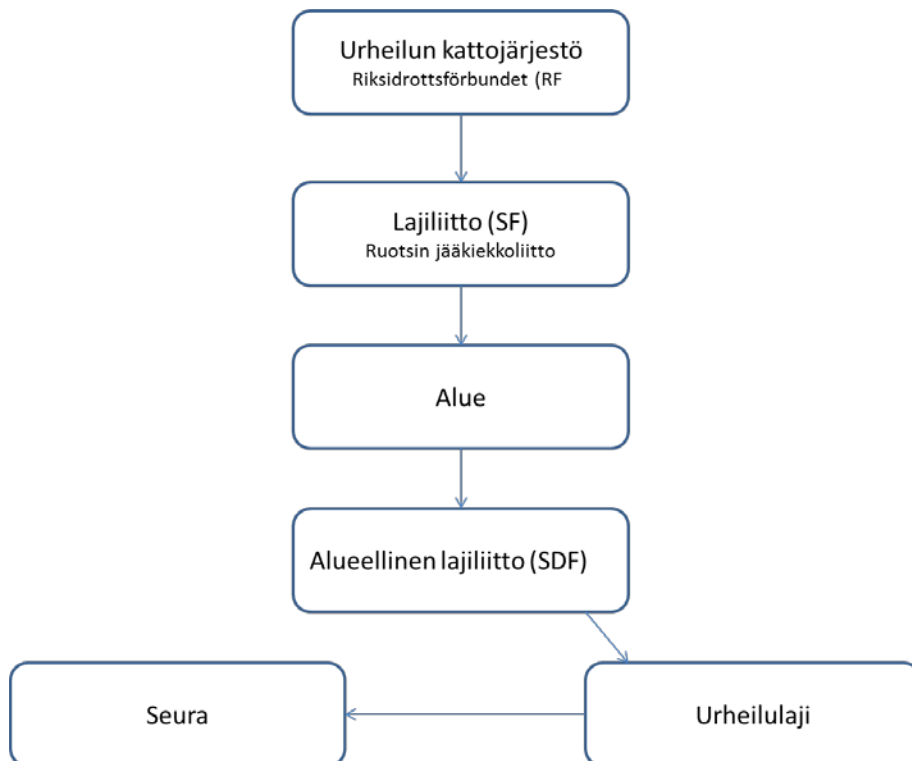 Urheilun kattojärjestö
Riksidrottsförbundet (RF
Lajiliitto (SF)
Ruotsin jääkiekkoliitto
Alue
Alueellinen lajiliitto (SDF)
Seura
Urheilulaji